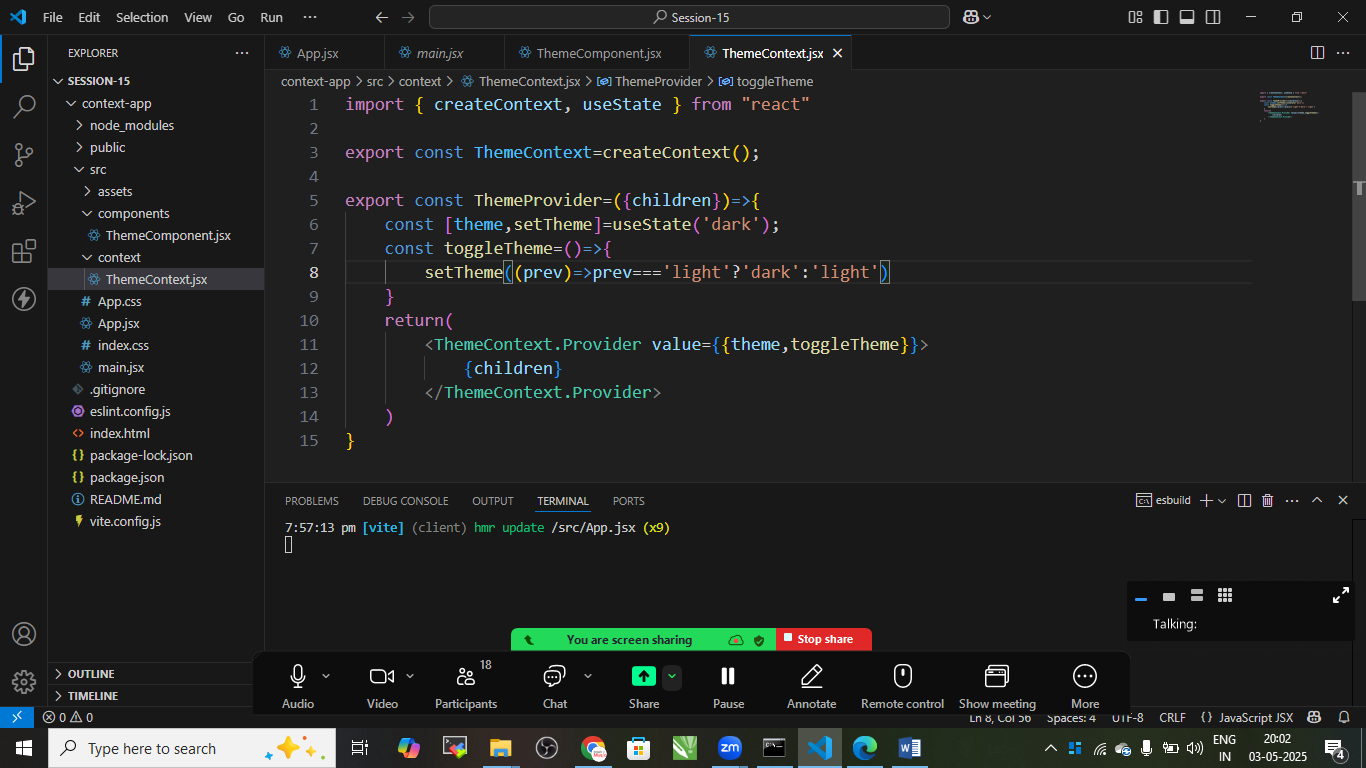 File Edit Selection View Go Run ···
Session-15
EXPLORER
SESSION-15
context-app
node_modules
public
src
assets
components
ThemeComponent.jsx
context
ThemeContext.jsx
App.css
App.jsx
index.css
main.jsx
.gitignore
eslint.config.js
index.html
package-lock.json
package.json
README.md
vite.config.js
OUTLINE
TIMELINE
App.jsx main.jsx ThemeComponent.jsx ThemeContext.jsx
context-app > src > context > ThemeContext.jsx > ThemeProvider > toggleTheme
1 import { createContext, useState } from "react"
2
3 export const ThemeContext=createContext();
4
5 export const ThemeProvider=({children})=>{
6 const [theme,setTheme]=useState('dark');
7 const toggleTheme=()=>{
8 setTheme((prev)=>prev==='light'?'dark':'light')
9 }
10 return(
11 <ThemeContext.Provider value={{theme,toggleTheme}}>
12 {children}
13 </ThemeContext.Provider>
14 )
15 }
PROBLEMS DEBUG CONSOLE OUTPUT TERMINAL PORTS
esbuild
7:57:13 pm [vite] (client) hmr update /src/App.jsx (x9)
Talking:
You are screen sharing Stop share
18
Audio Video Participants Chat Share Pause Annotate Remote control Show meeting More
0 0
Ln 8, Col 56 Spaces: 4 UTF-8 CRLF {} JavaScript JSX
Type here to search
zm
ENG
IN
20:02
03-05-2025
4